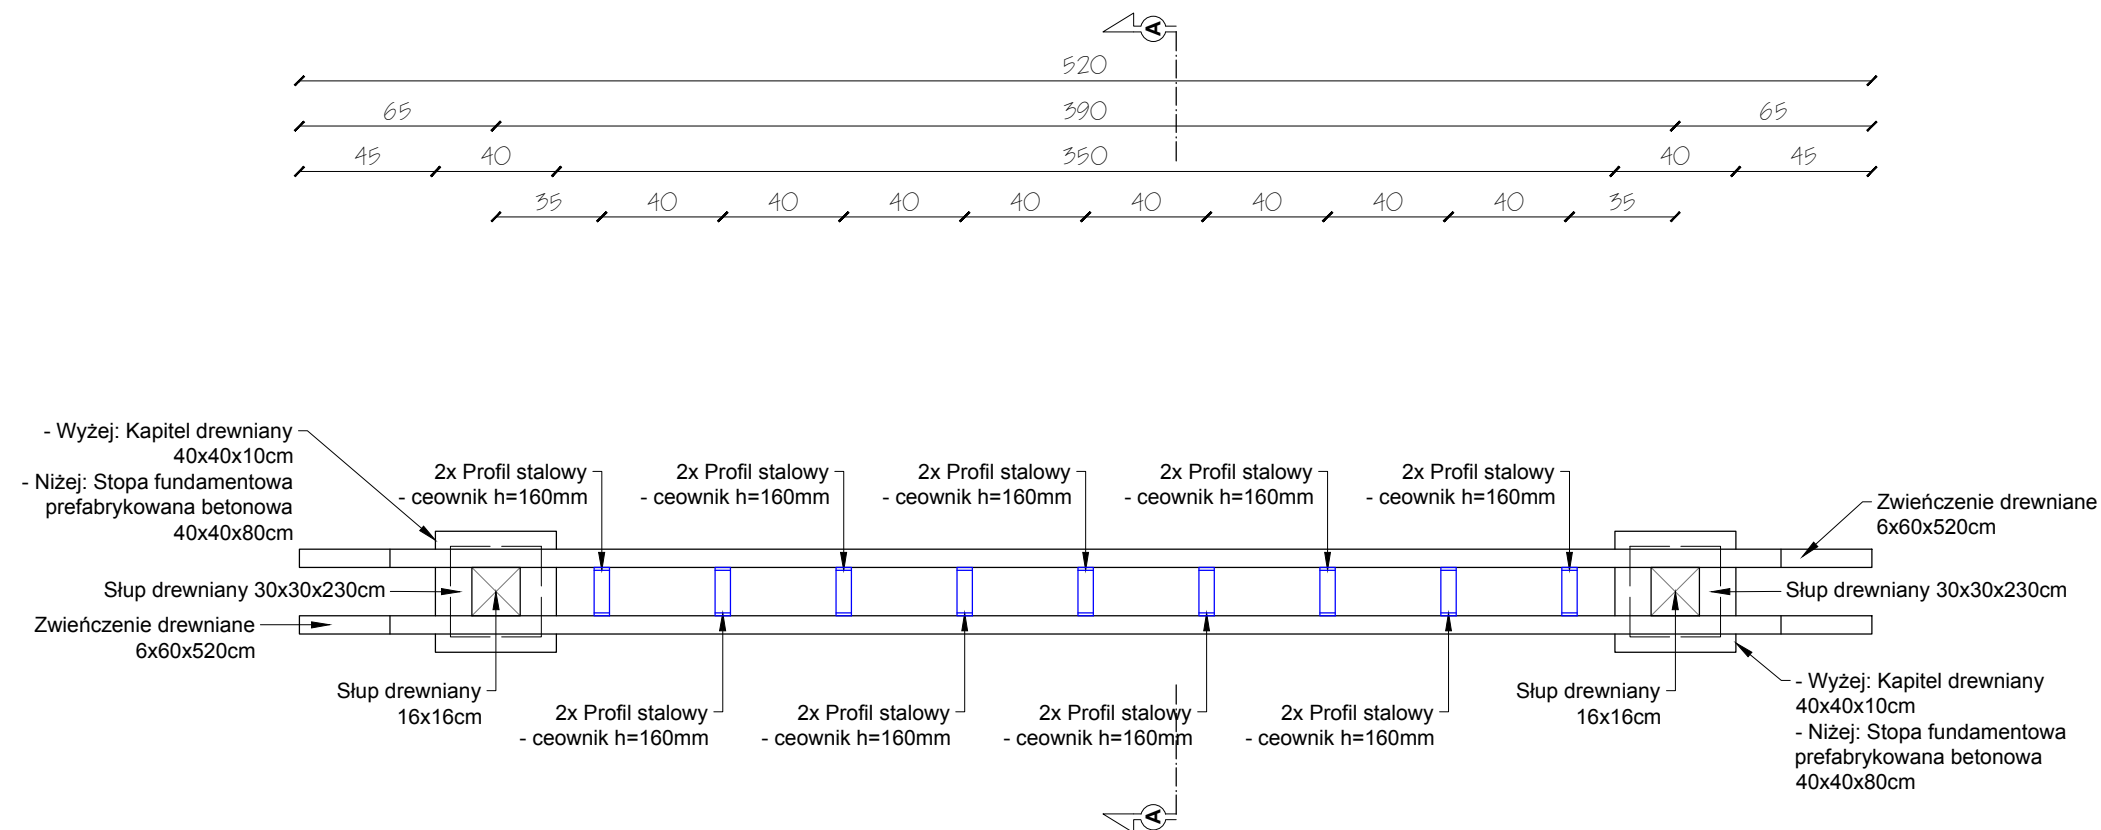 A
520
65 390 65
45 40 350 40 45
35 40 40 40 40 40 40 40 40 35
- Wyżej: Kapitel drewniany
40x40x10cm
- Niżej: Stopa fundamentowa
prefabrykowana betonowa
40x40x80cm
2x Profil stalowy
- ceownik h=160mm
2x Profil stalowy
- ceownik h=160mm
2x Profil stalowy
- ceownik h=160mm
2x Profil stalowy
- ceownik h=160mm
2x Profil stalowy
- ceownik h=160mm
Zwieńczenie drewniane
6x60x520cm
Słup drewniany 30x30x230cm
Słup drewniany 30x30x230cm
Zwieńczenie drewniane
6x60x520cm
Słup drewniany
16x16cm
2x Profil stalowy
- ceownik h=160mm
2x Profil stalowy
- ceownik h=160mm
2x Profil stalowy
- ceownik h=160mm
2x Profil stalowy
- ceownik h=160mm
Słup drewniany
16x16cm
- Wyżej: Kapitel drewniany
40x40x10cm
- Niżej: Stopa fundamentowa
prefabrykowana betonowa
40x40x80cm
A